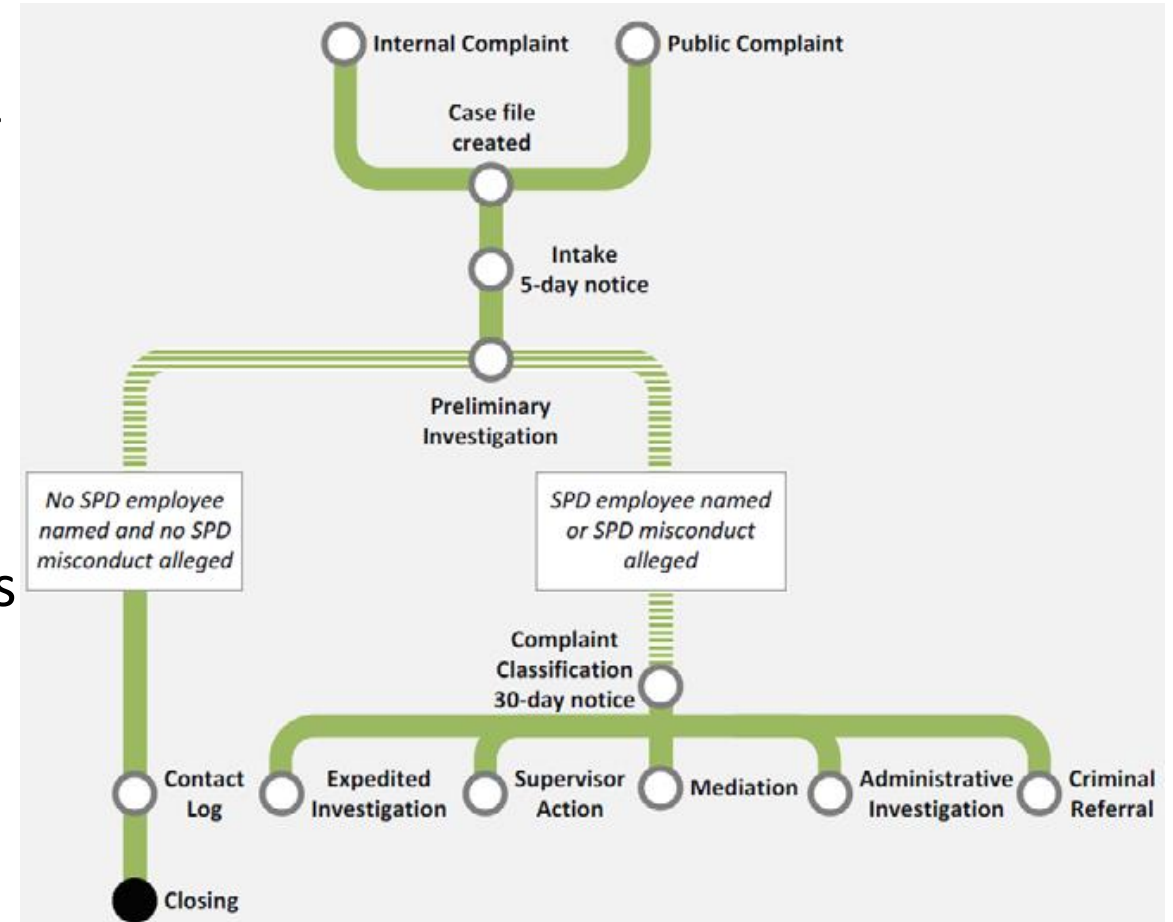 Internal Complaint
Public Complaint
Case file
created
Intake
5-day notice
Preliminary
Investigation
No SPD employee
named and no SPD
misconduct alleged
SPD employee named
or SPD misconduct
alleged
s
Complaint
Classification
30-day notice
Contact
Log
Expedited
Investigation
Supervisor
Action
Mediation
Administrative
Investigation
Criminal
Referral
Closing